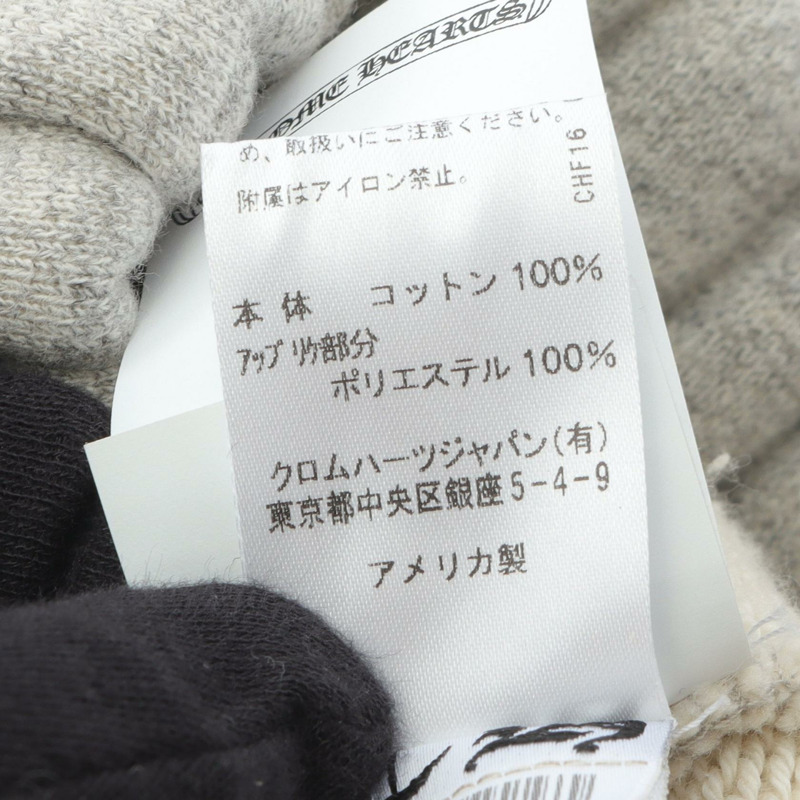 HEARTS
め、取扱いにご注意ください。
附属はアイロン禁止。
CHF16
本体 コットン 100%
アップリケ部分
ポリエステル 100%
クロムハーツジャパン(有)
東京都中央区銀座5-4-9
アメリカ製